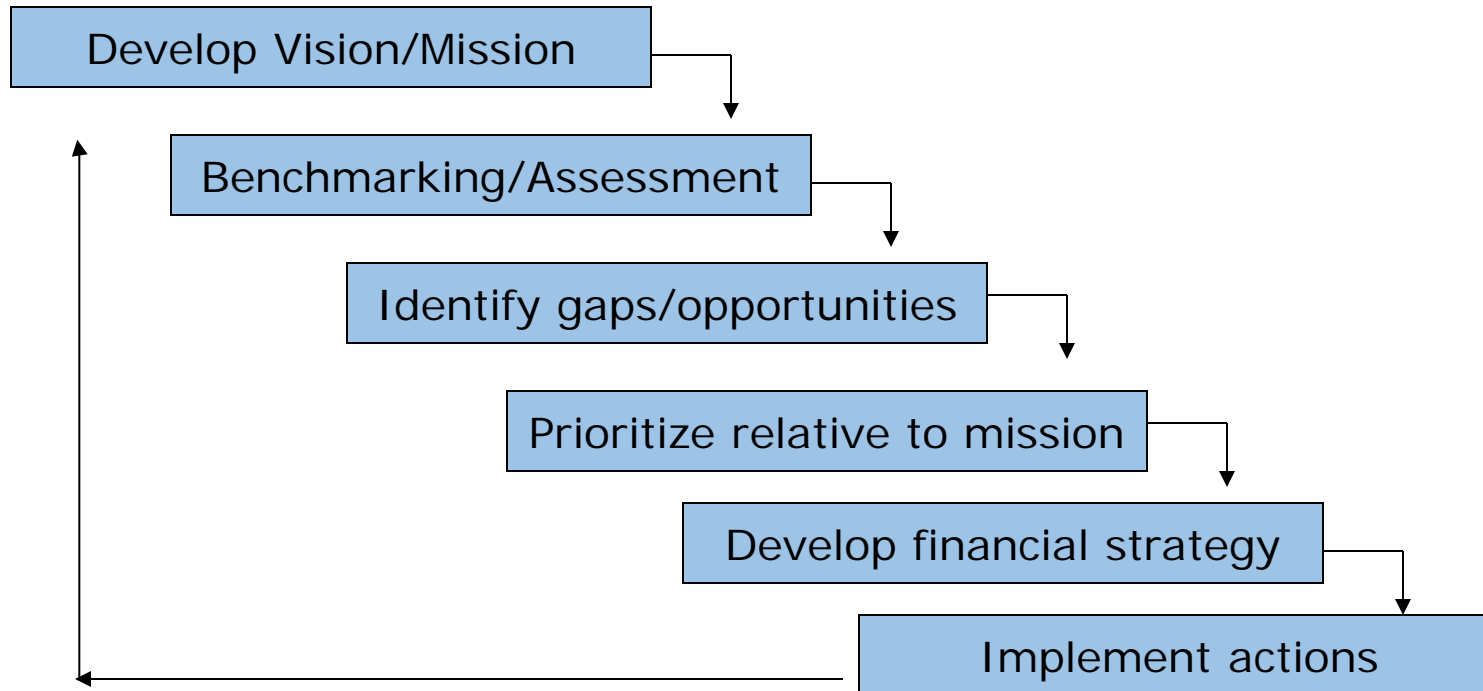 Develop Vision/Mission
Benchmarking/Assessment
Identify gaps/opportunities
Prioritize relative to mission
Develop financial strategy
Implement actions